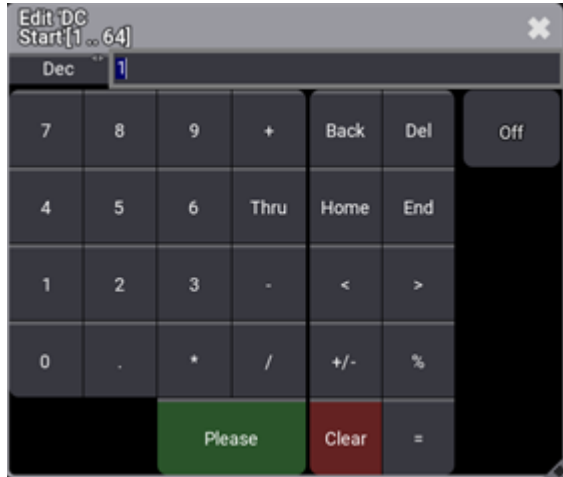 Edit 'DC
Start'[1 .. 64]
Dec 1
7 8 9 + Back Del Off
4 5 6 Thru Home End
1 2 3 - < >
0 . * / +/- %
Please Clear =